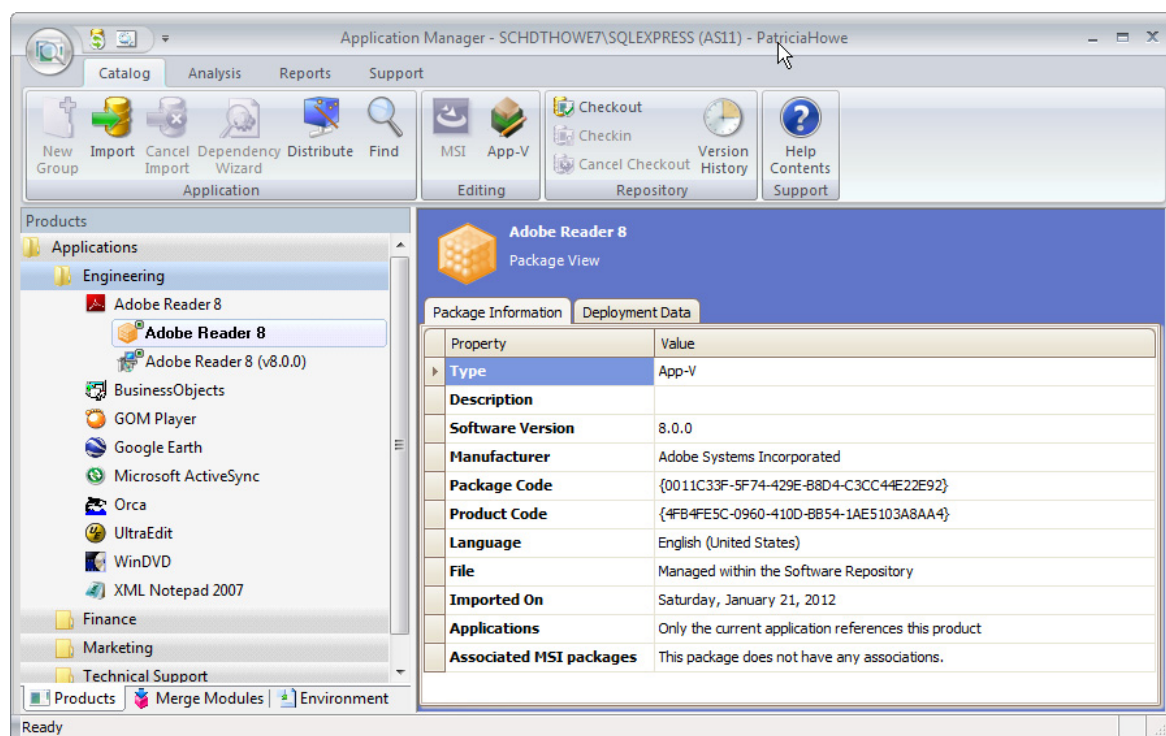 Application Manager - SCHDTHOWE7\SQLEXPRESS (AS11) - PatriciaHowe
Catalog Analysis Reports Support
New Group Import Cancel Import Dependency Wizard Distribute Find
Application
MSI App-V
Editing
Checkout
Checkin
Cancel Checkout
Version History
Repository
Help Contents
Support
Products
Applications
Engineering
Adobe Reader 8
Adobe Reader 8
Adobe Reader 8 (v8.0.0)
BusinessObjects
GOM Player
Google Earth
Microsoft ActiveSync
Orca
UltraEdit
WinDVD
XML Notepad 2007
Finance
Marketing
Technical Support
Products Merge Modules Environment
Adobe Reader 8
Package View
Package Information Deployment Data
Property Value
Type App-V
Description
Software Version 8.0.0
Manufacturer Adobe Systems Incorporated
Package Code {0011C33F-5F74-429E-B8D4-C3CC44E22E92}
Product Code {4FB4FE5C-0960-410D-BB54-1AE5103A8AA4}
Language English (United States)
File Managed within the Software Repository
Imported On Saturday, January 21, 2012
Applications Only the current application references this product
Associated MSI packages This package does not have any associations.
Ready